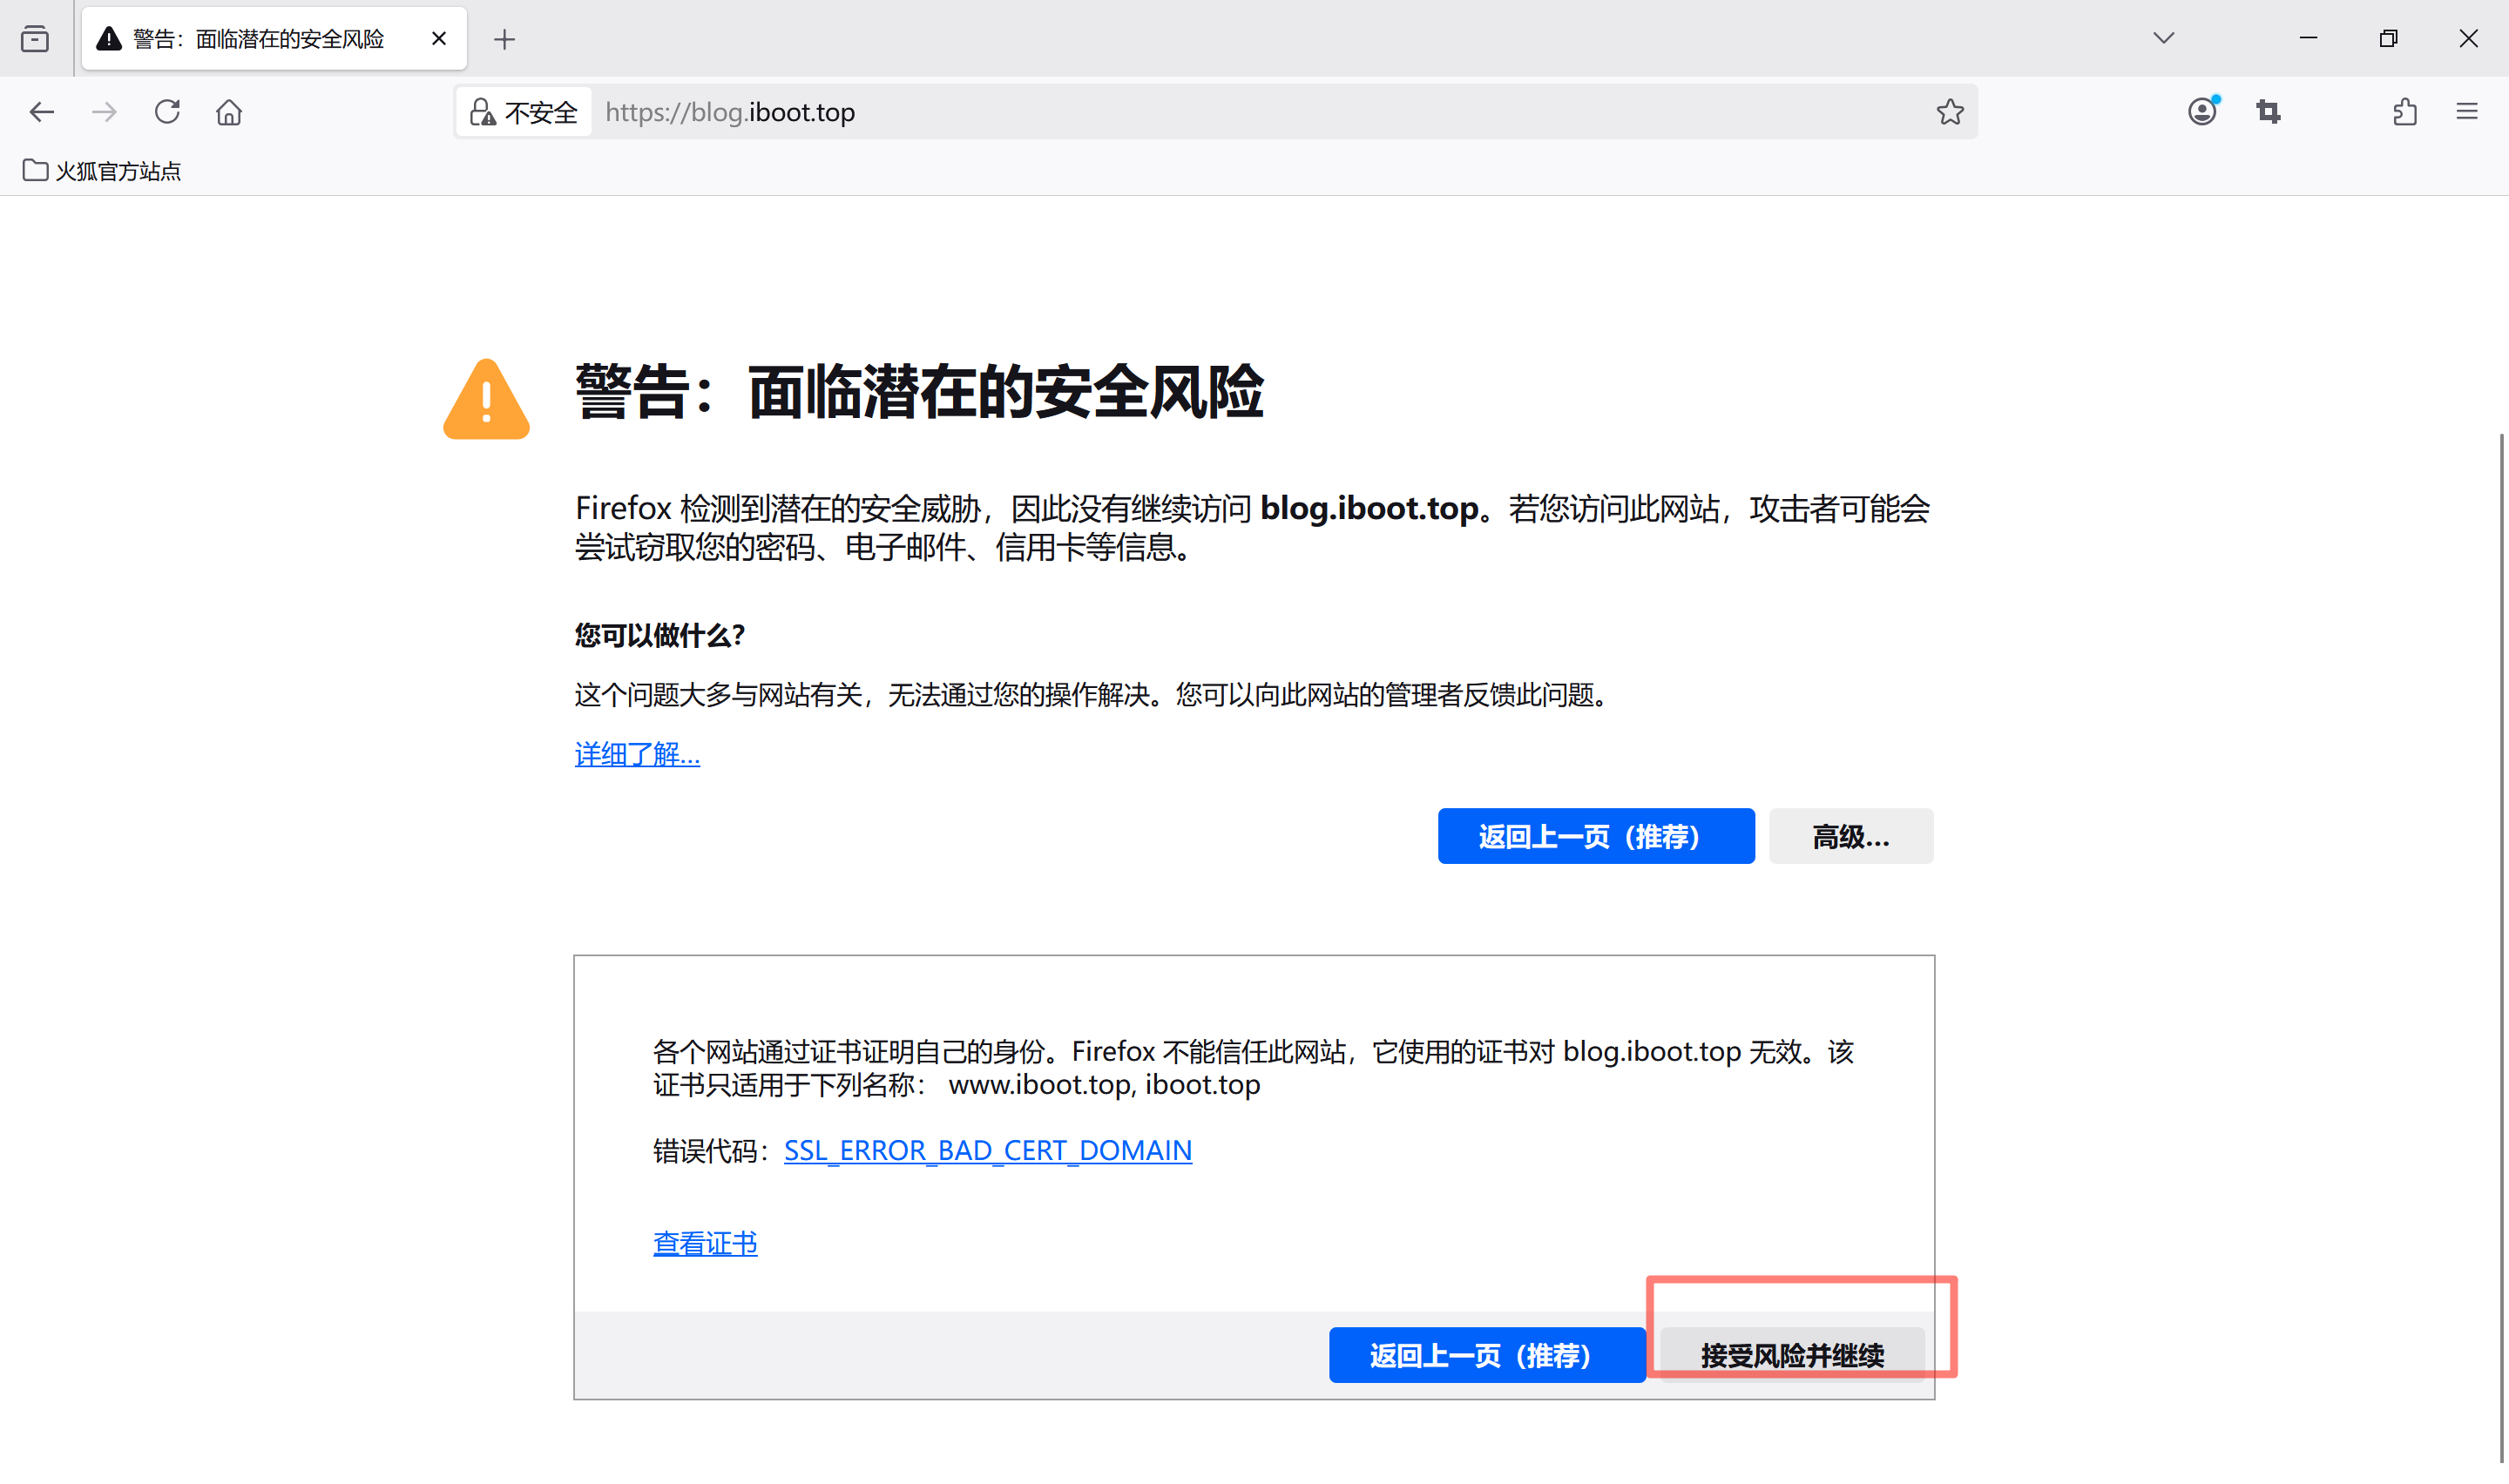 警告：面临潜在的安全风险
不安全
https://blog.iboot.top
火狐官方站点
警告：面临潜在的安全风险
Firefox 检测到潜在的安全威胁，因此没有继续访问 blog.iboot.top。若您访问此网站，攻击者可能会
尝试窃取您的密码、电子邮件、信用卡等信息。
您可以做什么？
这个问题大多与网站有关，无法通过您的操作解决。您可以向此网站的管理者反馈此问题。
详细了解...
返回上一页（推荐） 高级...
各个网站通过证书证明自己的身份。Firefox 不能信任此网站，它使用的证书对 blog.iboot.top 无效。该
证书只适用于下列名称： www.iboot.top, iboot.top
错误代码：SSL_ERROR_BAD_CERT_DOMAIN
查看证书
返回上一页（推荐） 接受风险并继续